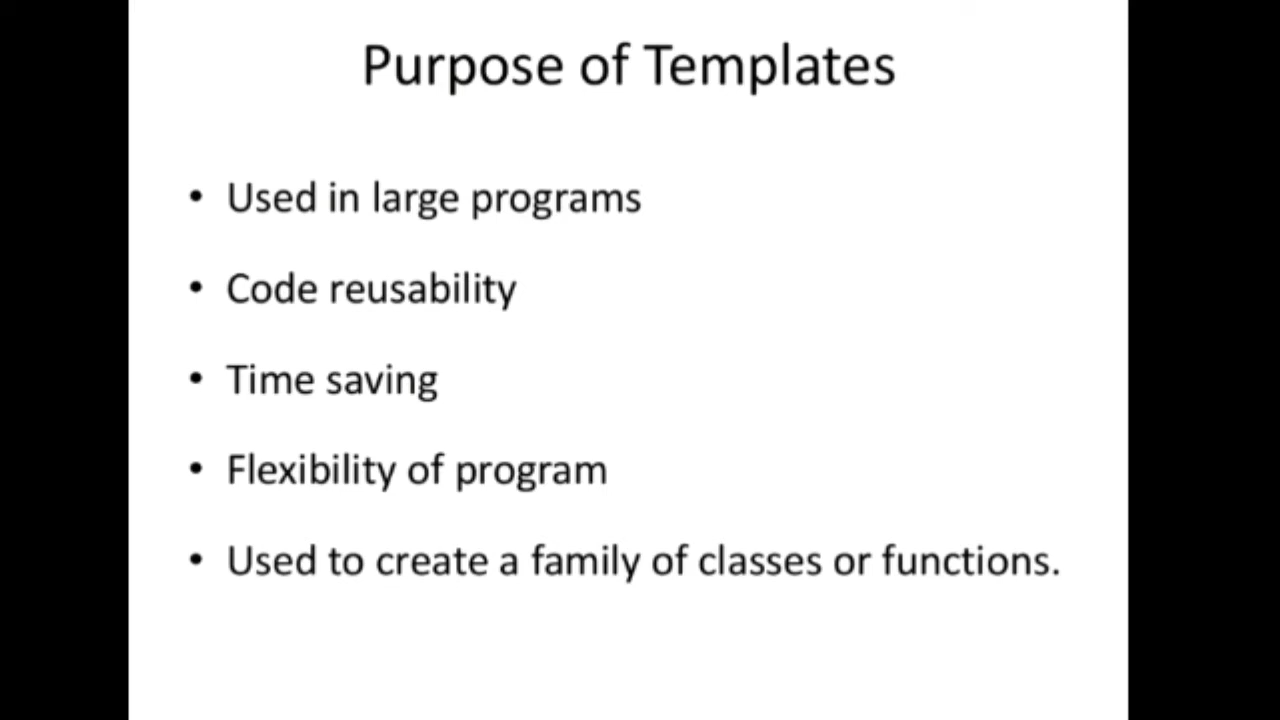 Purpose of Templates
• Used in large programs
• Code reusability
• Time saving
• Flexibility of program
• Used to create a family of classes or functions.